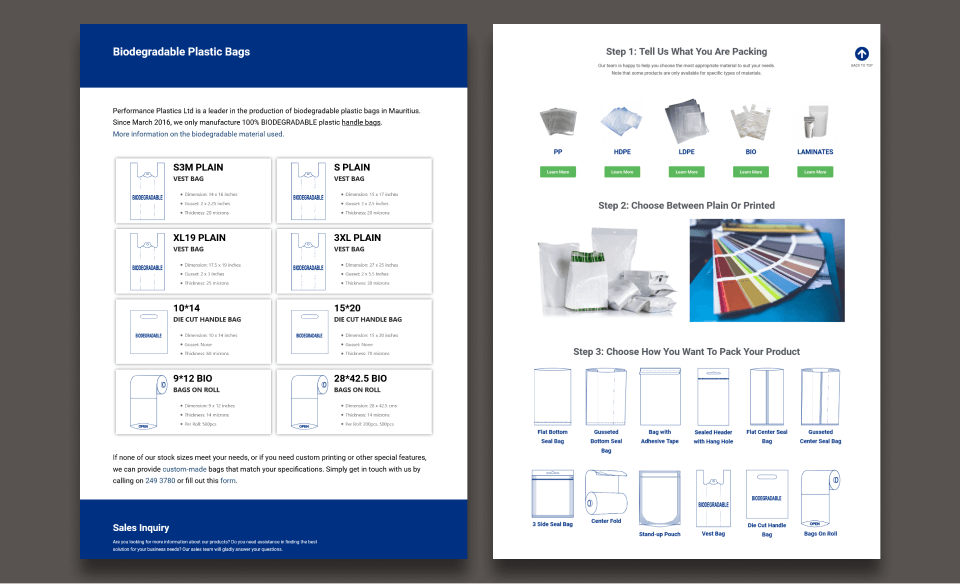 Biodegradable Plastic Bags
Performance Plastics Ltd is a leader in the production of biodegradable plastic bags in Mauritius.
Since March 2016, we only manufacture 100% BIODEGRADABLE plastic handle bags.
More information on the biodegradable material used.
BIODEGRADABLE
S3M PLAIN
VEST BAG
Dimension: 14 x 16 inches
Gusset: 2 x 2.25 inches
Thickness: 20 microns
BIODEGRADABLE
S PLAIN
VEST BAG
Dimension: 15 x 17 inches
Gusset: 2 x 2.5 inches
Thickness: 20 microns
BIODEGRADABLE
XL19 PLAIN
VEST BAG
Dimension: 17.5 x 19 inches
Gusset: 2 x 3 inches
Thickness: 25 microns
BIODEGRADABLE
3XL PLAIN
VEST BAG
Dimension: 27 x 25 inches
Gusset: 2 x 5.5 inches
Thickness: 30 microns
BIODEGRADABLE
10*14
DIE CUT HANDLE BAG
Dimension: 10 x 14 inches
Gusset: None
Thickness: 60 microns
BIODEGRADABLE
15*20
DIE CUT HANDLE BAG
Dimension: 15 x 20 inches
Gusset: None
Thickness: 70 microns
OPEN
9*12 BIO
BAGS ON ROLL
Dimension: 9 x 12 inches
Thickness: 14 microns
Per Roll: 500pcs
OPEN
28*42.5 BIO
BAGS ON ROLL
Dimension: 28 x 42.5 cms
Thickness: 14 microns
Per Roll: 200pcs, 500pcs
If none of our stock sizes meet your needs, or if you need custom printing or other special features,
we can provide custom-made bags that match your specifications. Simply get in touch with us by
calling on 249 3780 or fill out this form.
Sales Inquiry
Are you looking for more information about our products? Do you need assistance in finding the best
solution for your business needs? Our sales team will gladly answer your questions.
Step 1: Tell Us What You Are Packing
Our team is happy to help you choose the most appropriate material to suit your needs.
Note that some products are only available for specific types of materials.
BACK TO TOP
PP
HDPE
LDPE
BIO
LAMINATES
Learn More
Learn More
Learn More
Learn More
Learn More
Step 2: Choose Between Plain Or Printed
Step 3: Choose How You Want To Pack Your Product
Flat Bottom
Seal Bag
Gusseted
Bottom Seal
Bag
Bag with
Adhesive Tape
Sealed Header
with Hang Hole
Flat Center Seal
Bag
Gusseted
Center Seal Bag
3 Side Seal Bag
Center Fold
Stand-up Pouch
BIODEGRADABLE
Vest Bag
BIODEGRADABLE
Die Cut Handle
Bag
OPEN
Bags On Roll